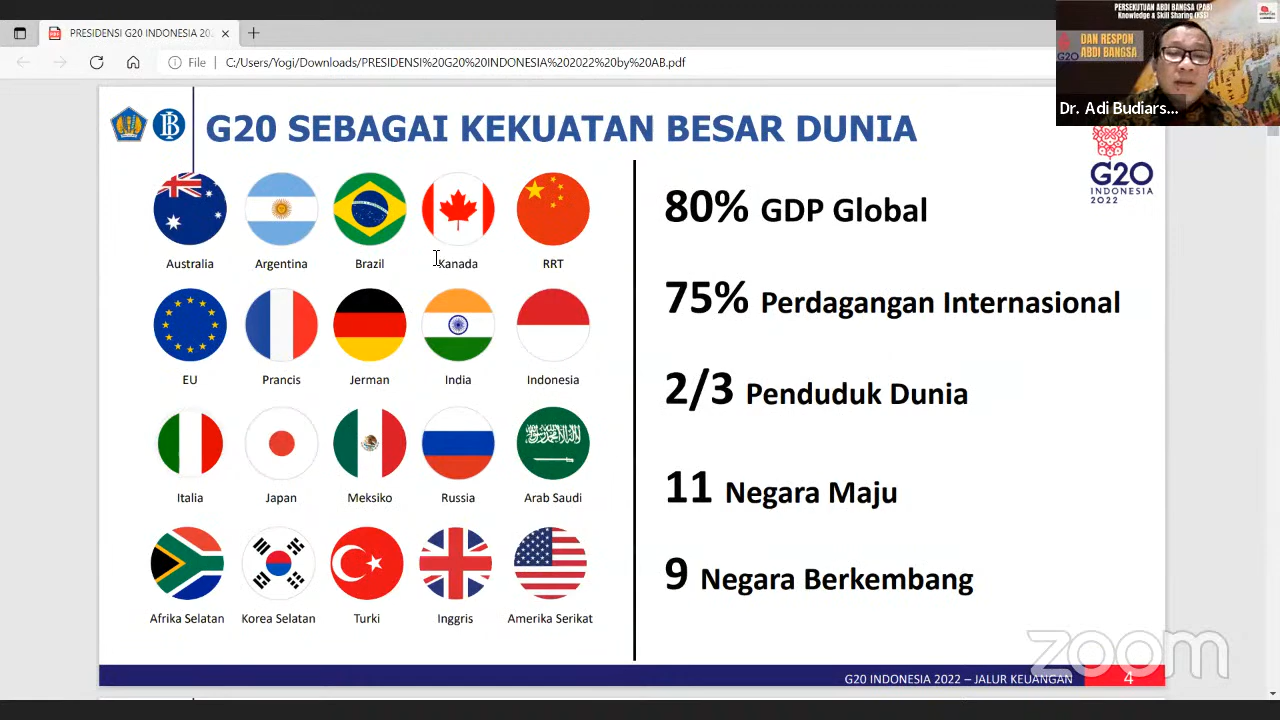 PRESIDENSI G20 INDONESIA 20
File
C:/Users/Yogi/Downloads/
20G20%20INDONESIA%202022%20by%20AB.pdf
PERSEKUTUAN ABDI BANGSA (PAB)
Knowledge & Skill Sharing (KSS)
DAN RESPON
ABDI BANGSA
G20
Dr. Adi Budiars...
G20 SEBAGAI KEKUATAN BESAR DUNIA
G20
INDONESIA
2022
Australia
Argentina
Brazil
Kanada
RRT
EU
Prancis
Jerman
India
Indonesia
Italia
Japan
Meksiko
Russia
Arab Saudi
Afrika Selatan
Korea Selatan
Turki
Inggris
Amerika Serikat
80% GDP Global
75% Perdagangan Internasional
2/3 Penduduk Dunia
11 Negara Maju
9 Negara Berkembang
zoom
G20 INDONESIA 2022 – JALUR KEUANGAN
4